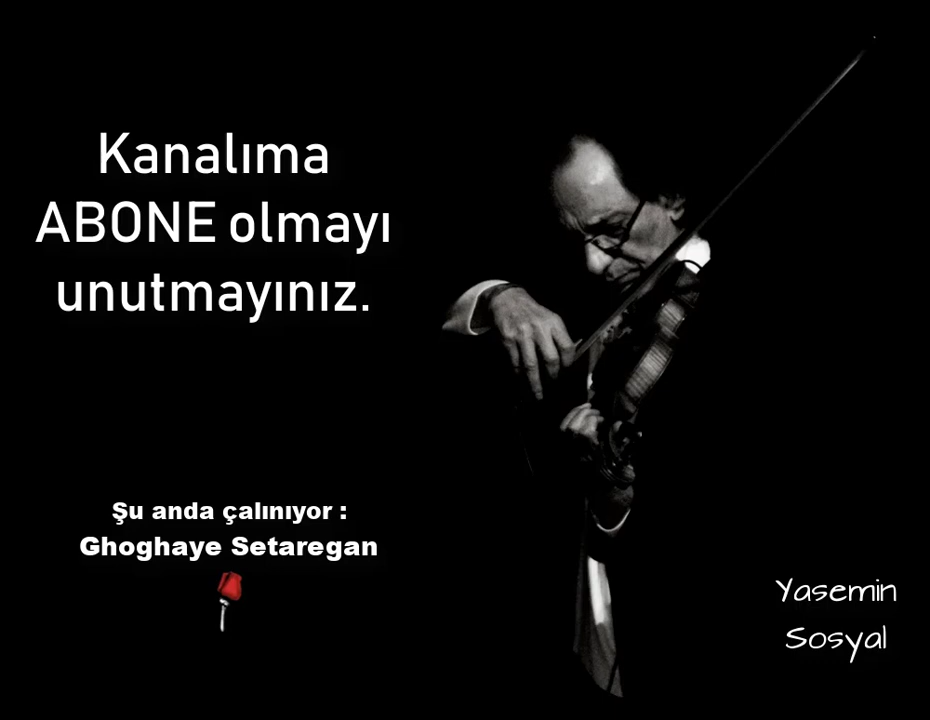 Kanalıma
ABONE olmayı
unutmayınız.
Şu anda çalınıyor :
Ghoghaye Setaregan
Yasemin
Sosyal